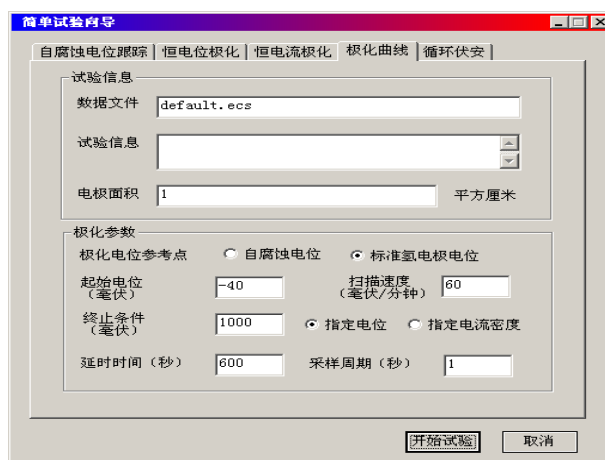 简单试验向导
自腐蚀电位跟踪 恒电位极化 恒电流极化 极化曲线 循环伏安
试验信息
数据文件 default.ecs
试验信息
电极面积 1 平方厘米
极化参数
极化电位参考点 自腐蚀电位 标准氢电极电位
起始电位 -40 扫描速度 60
（毫伏） （毫伏/分钟）
终止条件 1000 指定电位 指定电流密度
（毫伏）
延时时间（秒） 600 采样周期（秒） 1
开始试验 取消